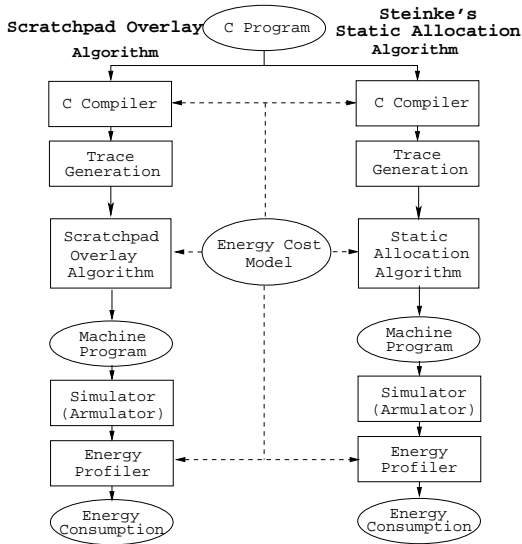 Scratchpad Overlay
Algorithm
C Program
Steinke's
Static Allocation
Algorithm
C Compiler
C Compiler
Trace
Generation
Trace
Generation
Scratchpad
Overlay
Algorithm
Energy Cost
Model
Static
Allocation
Algorithm
Machine
Program
Machine
Program
Simulator
(Armulator)
Simulator
(Armulator)
Energy
Profiler
Energy
Profiler
Energy
Consumption
Energy
Consumption